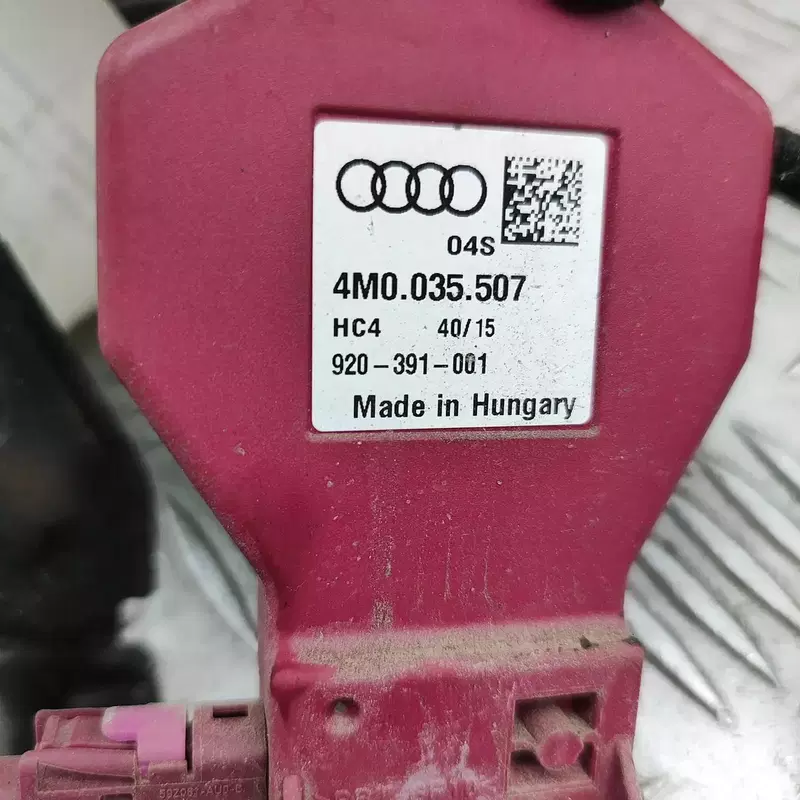 04S
4M0.035.507
HC4 40/15
920-391-001
Made in Hungary